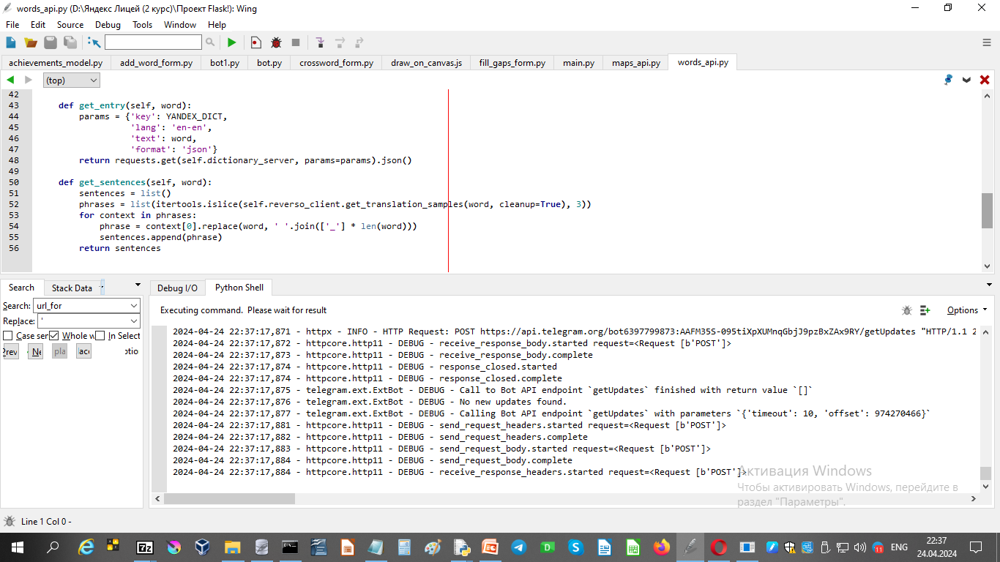 words_api.py (D:\Яндекс Лицей (2 курс)\Проект Flask!): Wing
File Edit Source Debug Tools Window Help
achievements_model.py add_word_form.py bot1.py bot.py crossword_form.py draw_on_canvas.js fill_gaps_form.py main.py maps_api.py words_api.py
(top)
42
43 def get_entry(self, word):
44 params = {'key': YANDEX_DICT,
45 'lang': 'en-en',
46 'text': word,
47 'format': 'json'}
48 return requests.get(self.dictionary_server, params=params).json()
49
50 def get_sentences(self, word):
51 sentences = list()
52 phrases = list(itertools.islice(self.reverso_client.get_translation_samples(word, cleanup=True), 3))
53 for context in phrases:
54 phrase = context[0].replace(word, ' '.join(['_'] * len(word)))
55 sentences.append(phrase)
56 return sentences
Search Stack Data
Debug I/O Python Shell
Search: url_for
Replace: '
Case ser Whole w In Select
Prev Ne pla lace ptio
Executing command. Please wait for result
Options
2024-04-24 22:37:17,871 - httpx - INFO - HTTP Request: POST https://api.telegram.org/bot6397799873:AAFM35S-095tiXpXUMnqGbjJ9pzBxZAx9RY/getUpdates "HTTP/1.1 2
2024-04-24 22:37:17,872 - httpcore.http11 - DEBUG - receive_response_body.started request=<Request [b'POST']>
2024-04-24 22:37:17,873 - httpcore.http11 - DEBUG - receive_response_body.complete
2024-04-24 22:37:17,874 - httpcore.http11 - DEBUG - response_closed.started
2024-04-24 22:37:17,874 - httpcore.http11 - DEBUG - response_closed.complete
2024-04-24 22:37:17,875 - telegram.ext.ExtBot - DEBUG - Call to Bot API endpoint `getUpdates` finished with return value `[]`
2024-04-24 22:37:17,876 - telegram.ext.ExtBot - DEBUG - No new updates found.
2024-04-24 22:37:17,877 - telegram.ext.ExtBot - DEBUG - Calling Bot API endpoint `getUpdates` with parameters `{'timeout': 10, 'offset': 974270466}`
2024-04-24 22:37:17,881 - httpcore.http11 - DEBUG - send_request_headers.started request=<Request [b'POST']>
2024-04-24 22:37:17,882 - httpcore.http11 - DEBUG - send_request_headers.complete
2024-04-24 22:37:17,883 - httpcore.http11 - DEBUG - send_request_body.started request=<Request [b'POST']>
2024-04-24 22:37:17,884 - httpcore.http11 - DEBUG - send_request_body.complete
2024-04-24 22:37:17,884 - httpcore.http11 - DEBUG - receive_response_headers.started request=<Request [b'POST']>
Активация Windows
Чтобы активировать Windows, перейдите в
раздел "Параметры".
Line 1 Col 0 -
ENG
22:37
24.04.2024